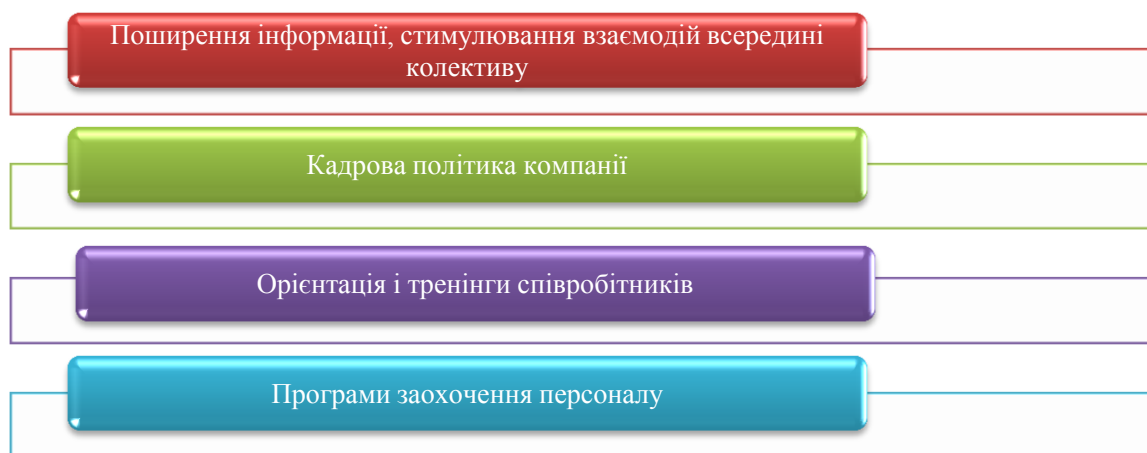 Поширення інформації, стимулювання взаємодій всередині
колективу
Кадрова політика компанії
Орієнтація і тренінги співробітників
Програми заохочення персоналу